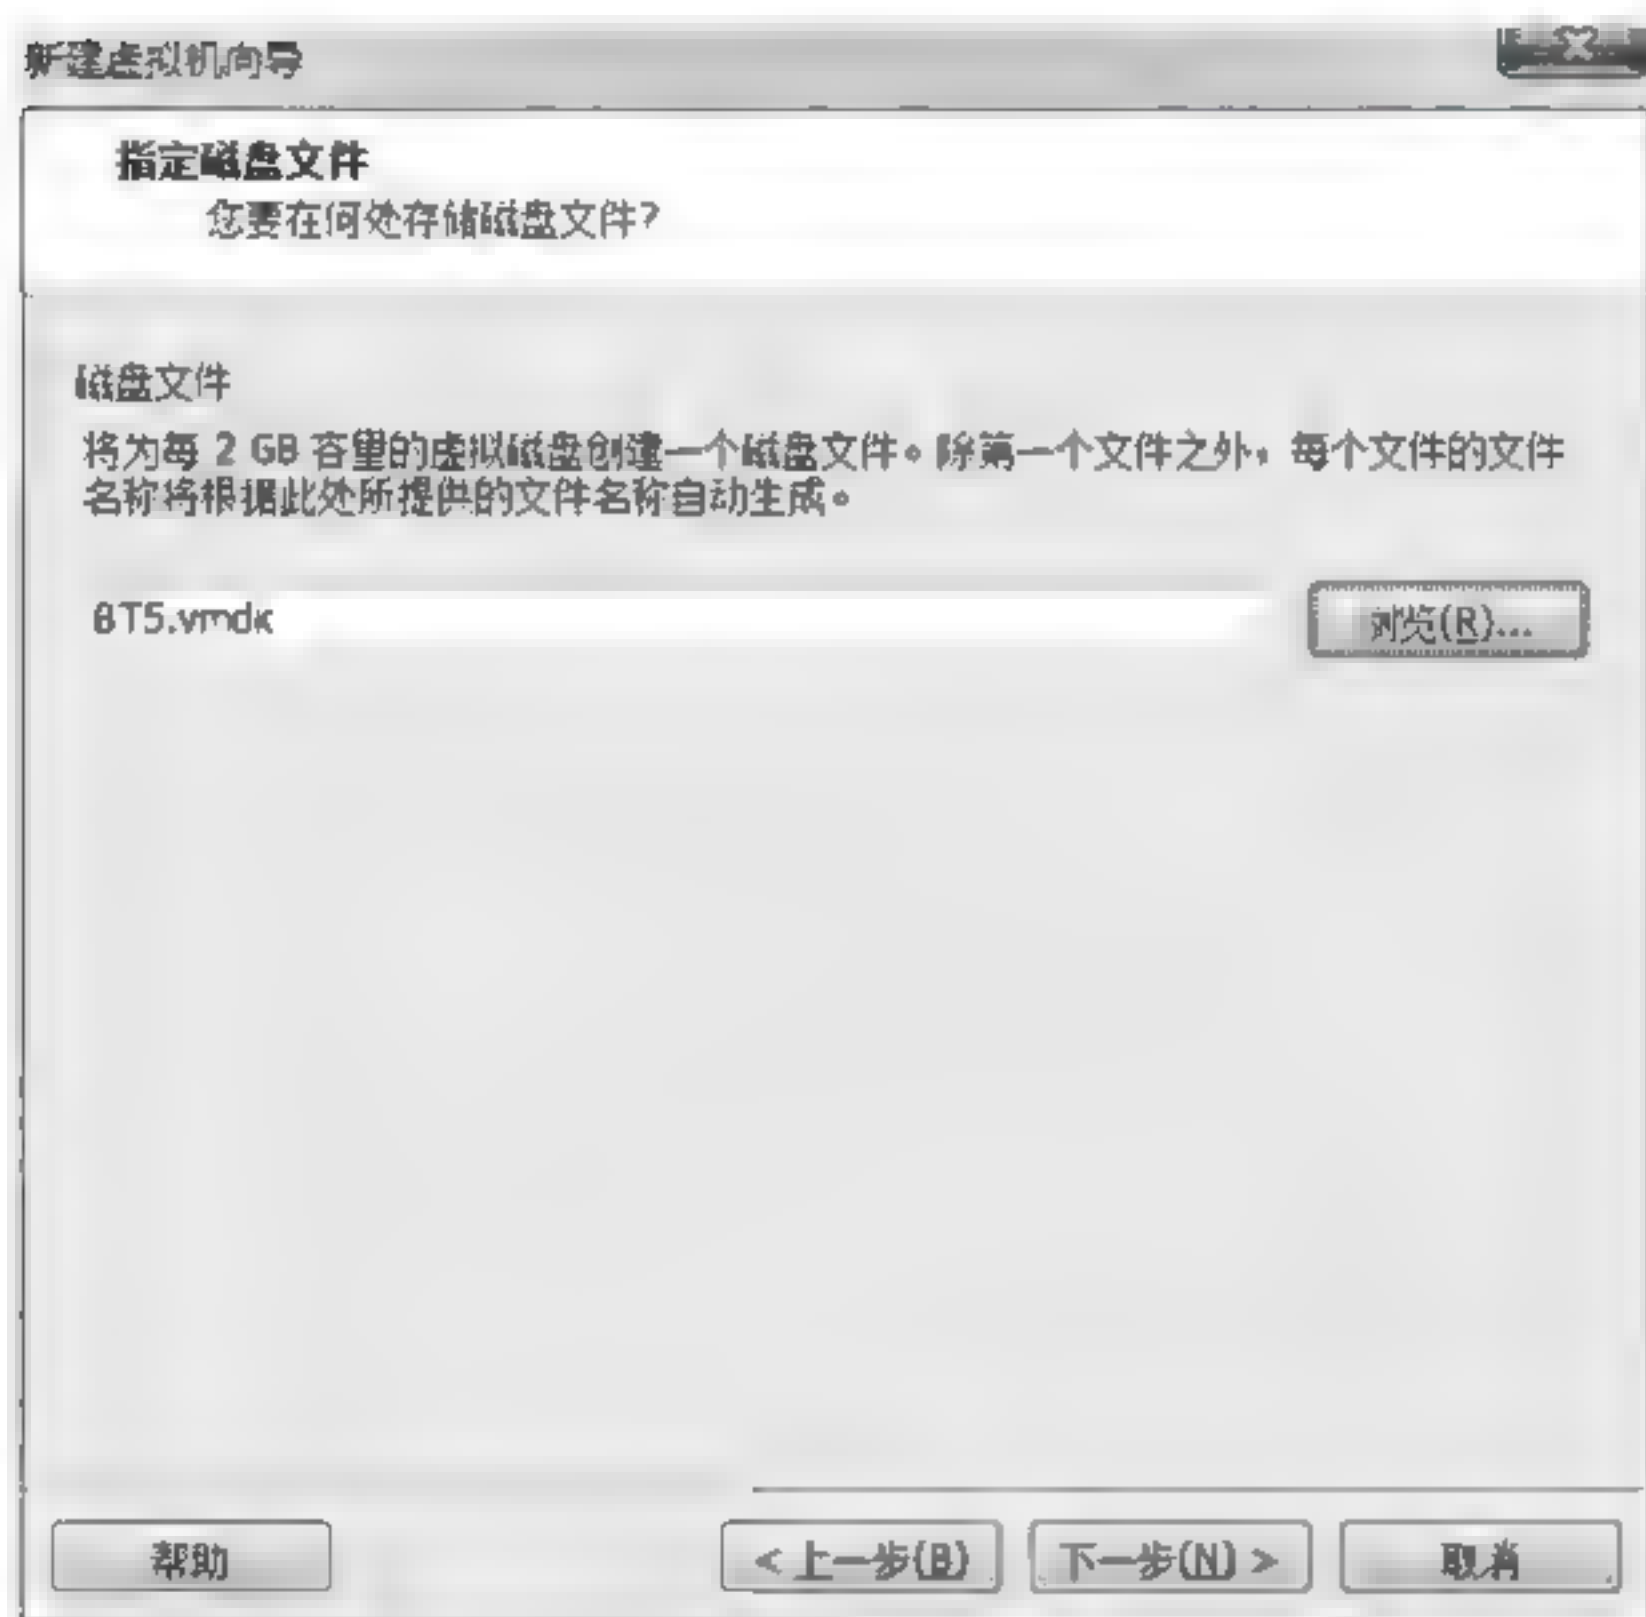 新建虚拟机向导
指定磁盘文件
您要在何处存储磁盘文件?
磁盘文件
将为每 2 GB 容量的虚拟磁盘创建一个磁盘文件。除第一个文件之外，每个文件的文件
名称将根据此处所提供的文件名称自动生成。
BT5.vmdk
浏览(R)...
帮助
< 上一步(B)
下一步(N) >
取消